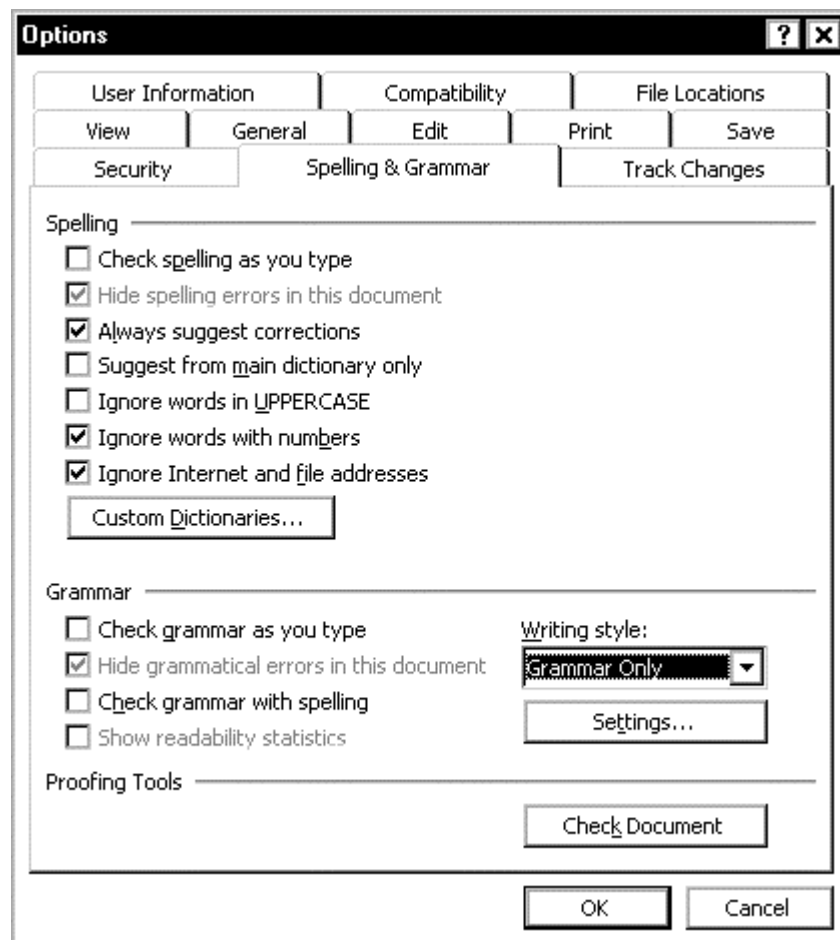 Options
User Information Compatibility File Locations
View General Edit Print Save
Security Spelling & Grammar Track Changes
Spelling
Check spelling as you type
Hide spelling errors in this document
Always suggest corrections
Suggest from main dictionary only
Ignore words in UPPERCASE
Ignore words with numbers
Ignore Internet and file addresses
Custom Dictionaries...
Grammar
Check grammar as you type Writing style:
Hide grammatical errors in this document Grammar Only
Check grammar with spelling
Show readability statistics Settings...
Proofing Tools
Check Document
OK Cancel